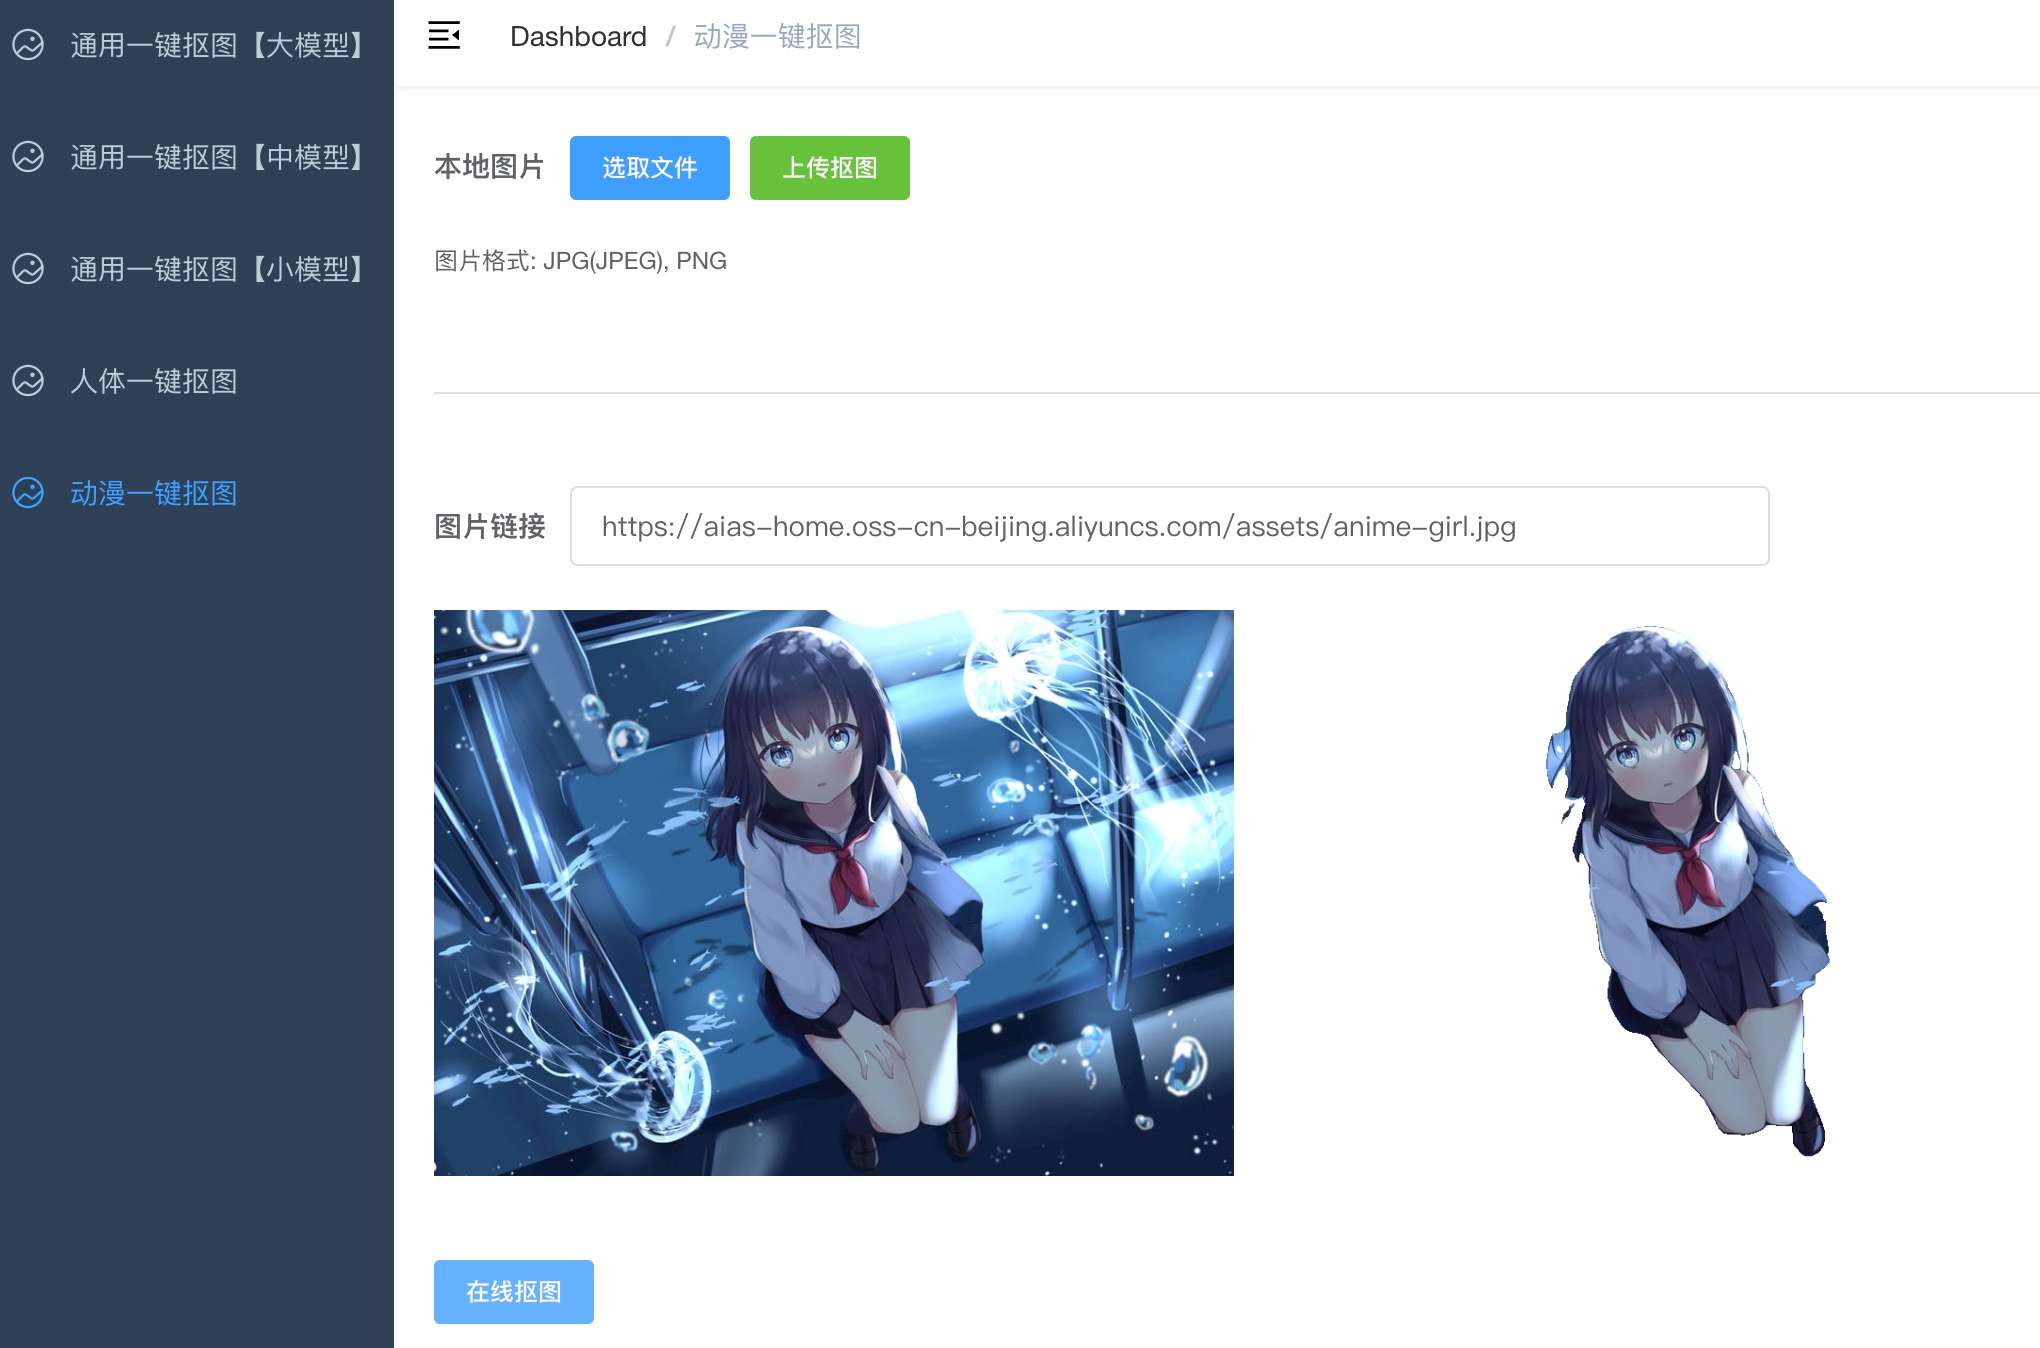 通用一键抠图【大模型】
通用一键抠图【中模型】
通用一键抠图【小模型】
人体一键抠图
动漫一键抠图
Dashboard / 动漫一键抠图
本地图片 选取文件 上传抠图
图片格式: JPG(JPEG), PNG
图片链接 https://aias-home.oss-cn-beijing.aliyuncs.com/assets/anime-girl.jpg
在线抠图